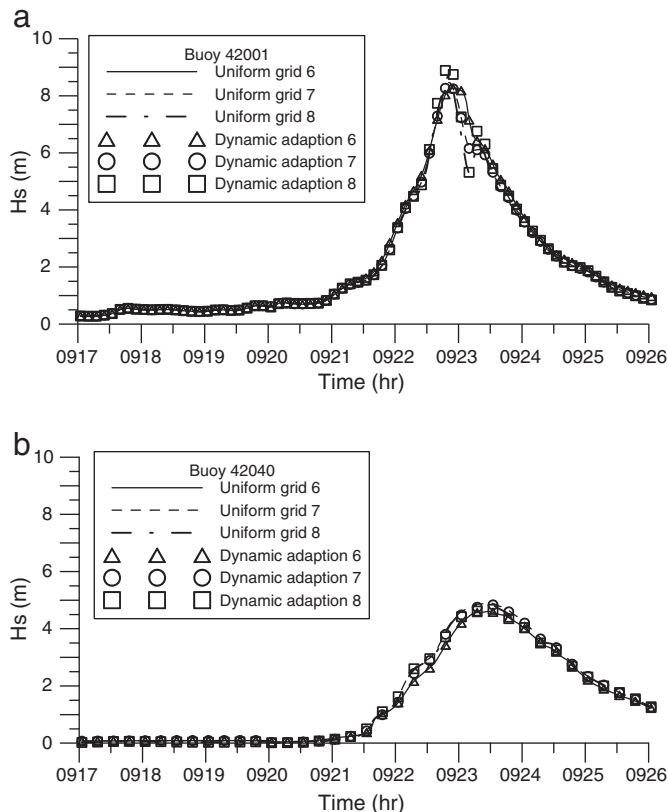 a
10
8
6
4
2
0
Hs (m)
Buoy 42001
Uniform grid 6
Uniform grid 7
Uniform grid 8
Dynamic adaption 6
Dynamic adaption 7
Dynamic adaption 8
0917 0918 0919 0920 0921 0922 0923 0924 0925 0926
Time (hr)
b
10
8
6
4
2
0
Hs (m)
Buoy 42040
Uniform grid 6
Uniform grid 7
Uniform grid 8
Dynamic adaption 6
Dynamic adaption 7
Dynamic adaption 8
0917 0918 0919 0920 0921 0922 0923 0924 0925 0926
Time (hr)